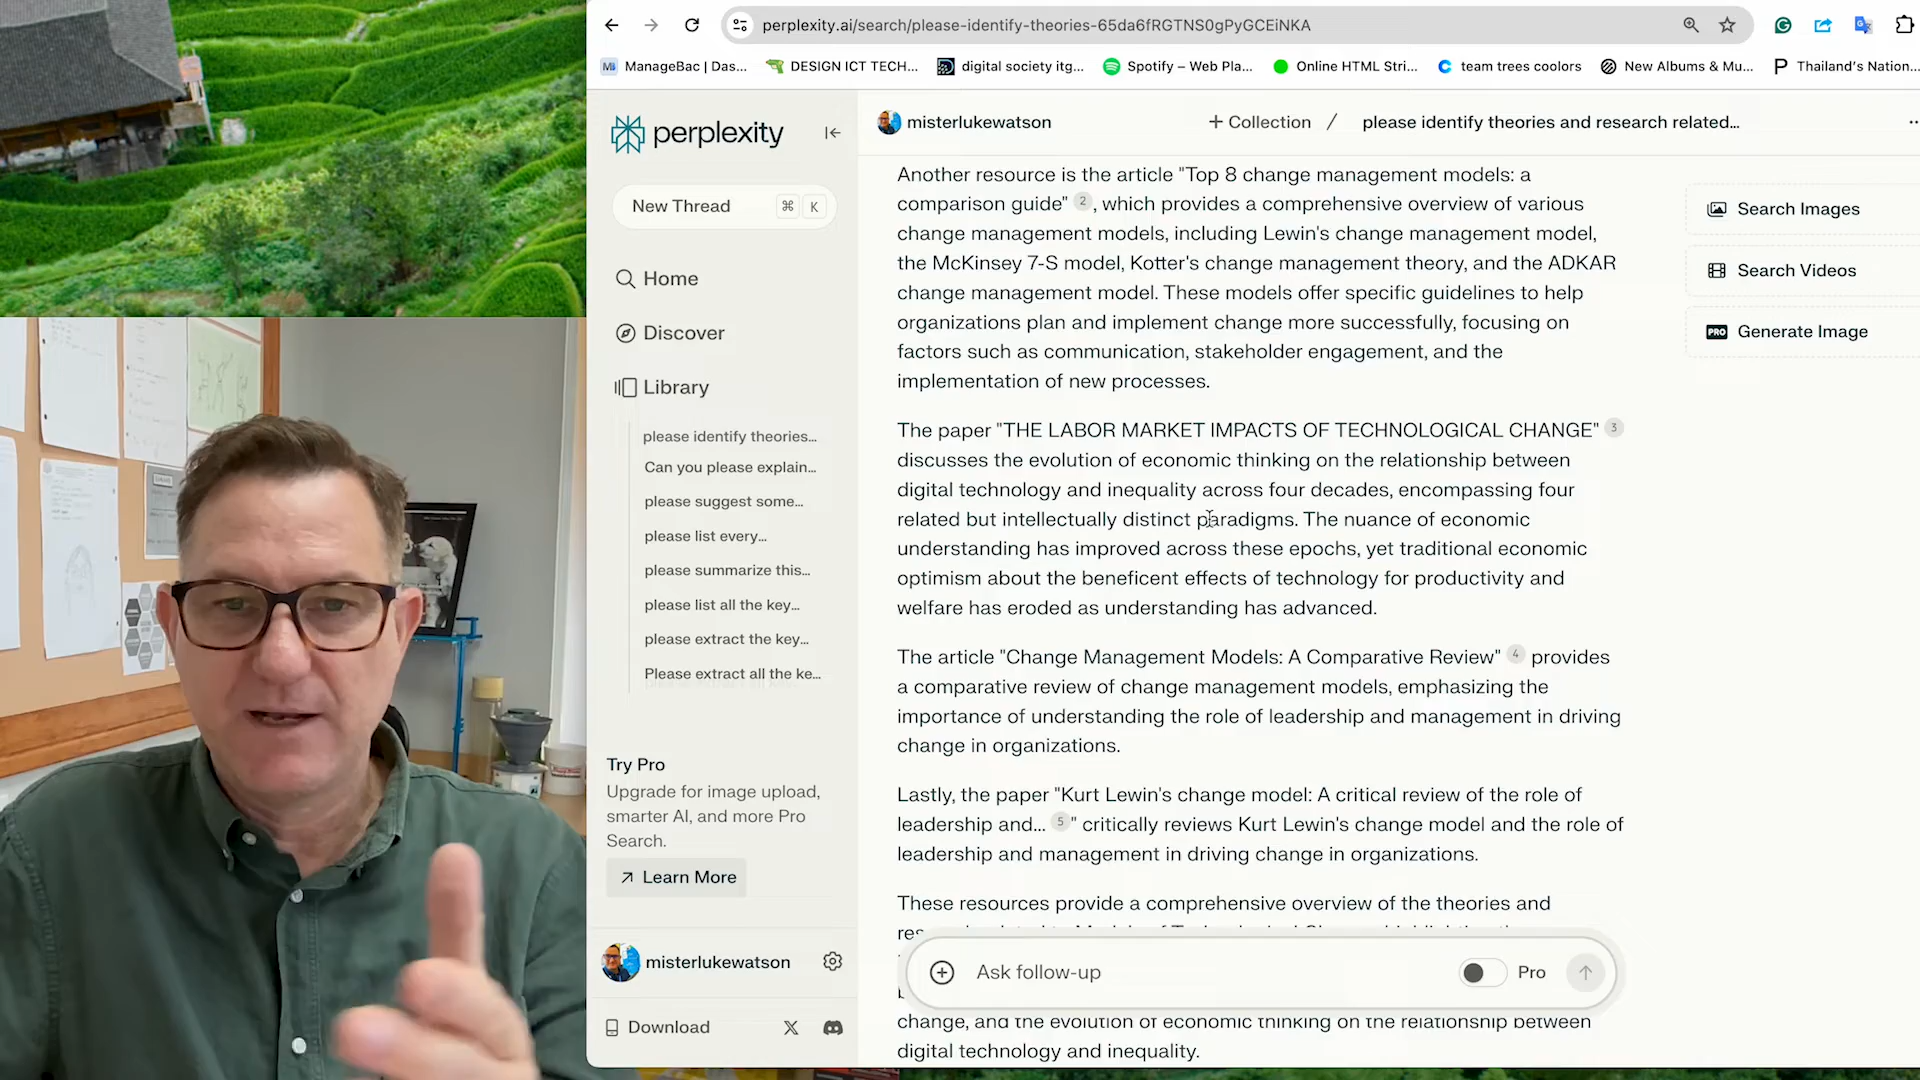 perplexity.ai/search/please-identify-theories-65da6fRGTNS0gPyGCEiNKA
ManageBac | Das...
DESIGN ICT TECH...
digital society itg...
Spotify – Web Pla...
Online HTML Stri...
team trees coolors
New Albums & Mu...
Thailand's Nation...
perplexity
New Thread
⌘ K
Home
Discover
Library
please identify theories...
Can you please explain...
please suggest some...
please list every...
please summarize this...
please list all the key...
please extract the key...
Please extract all the ke...
Try Pro
Upgrade for image upload,
smarter AI, and more Pro
Search.
Learn More
misterlukewatson
Download
misterlukewatson
+ Collection / please identify theories and research related...
Another resource is the article "Top 8 change management models: a
comparison guide" 2, which provides a comprehensive overview of various
change management models, including Lewin's change management model,
the McKinsey 7-S model, Kotter's change management theory, and the ADKAR
change management model. These models offer specific guidelines to help
organizations plan and implement change more successfully, focusing on
factors such as communication, stakeholder engagement, and the
implementation of new processes.
The paper "THE LABOR MARKET IMPACTS OF TECHNOLOGICAL CHANGE" 3
discusses the evolution of economic thinking on the relationship between
digital technology and inequality across four decades, encompassing four
related but intellectually distinct paradigms. The nuance of economic
understanding has improved across these epochs, yet traditional economic
optimism about the beneficent effects of technology for productivity and
welfare has eroded as understanding has advanced.
The article "Change Management Models: A Comparative Review" 4 provides
a comparative review of change management models, emphasizing the
importance of understanding the role of leadership and management in driving
change in organizations.
Lastly, the paper "Kurt Lewin's change model: A critical review of the role of
leadership and... 5" critically reviews Kurt Lewin's change model and the role of
leadership and management in driving change in organizations.
These resources provide a comprehensive overview of the theories and
Ask follow-up
Pro
change, and the evolution of economic thinking on the relationship between
digital technology and inequality.
Search Images
Search Videos
PRO Generate Image